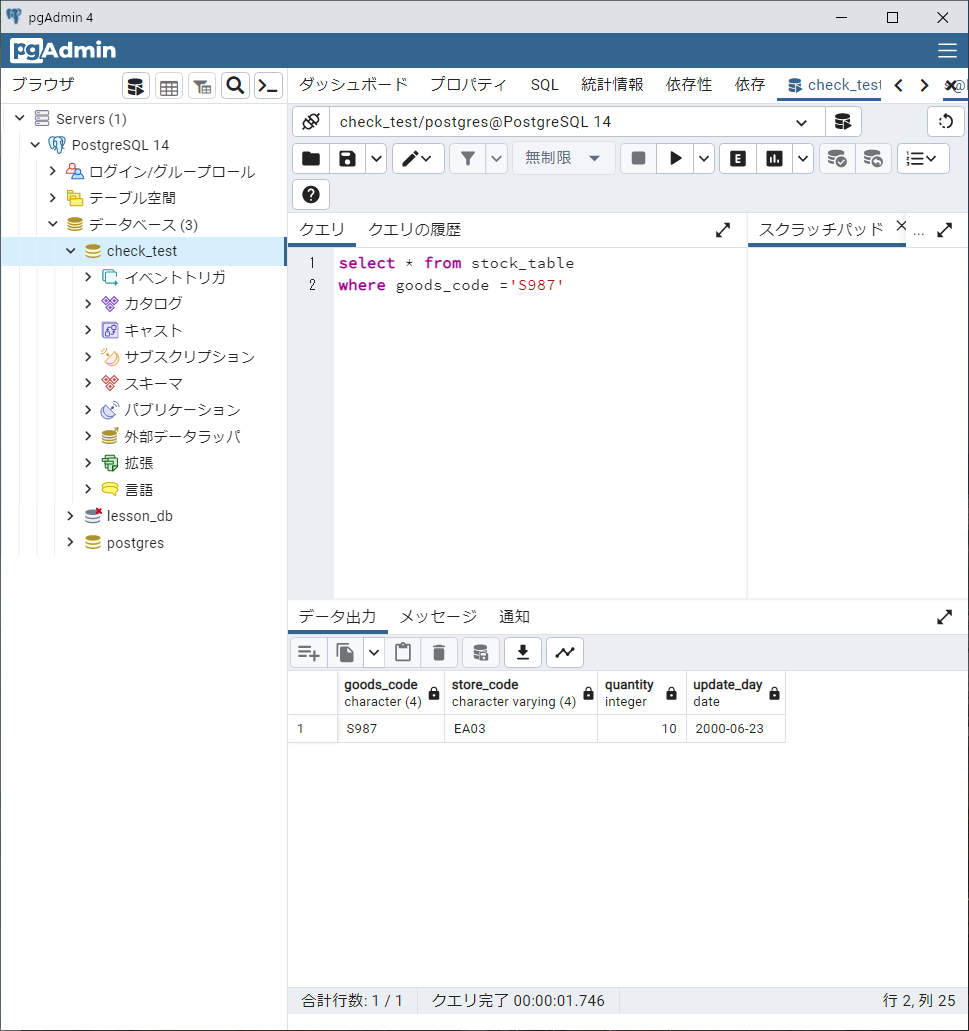 pgAdmin 4
pgAdmin
ブラウザ
ダッシュボード プロパティ SQL 統計情報 依存性 依存 check_test
Servers (1)
PostgreSQL 14
ログイン/グループロール
テーブル空間
データベース (3)
check_test
イベントトリガ
カタログ
キャスト
サブスクリプション
スキーマ
パブリケーション
外部データラッパ
拡張
言語
lesson_db
postgres
check_test/postgres@PostgreSQL 14
無制限
E
クエリ クエリの履歴
スクラッチパッド ...
1 select * from stock_table
2 where goods_code ='S987'
データ出力 メッセージ 通知
goods_code store_code quantity update_day
character (4) character varying (4) integer date
1 S987 EA03 10 2000-06-23
合計行数: 1 / 1 クエリ完了 00:00:01.746 行 2, 列 25